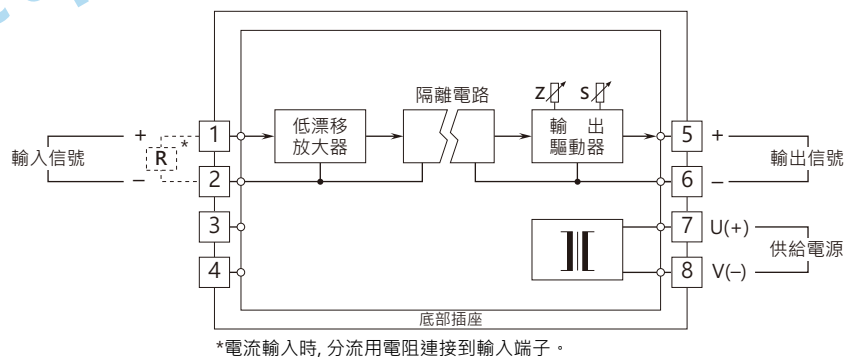 隔離電路
Z
S
低漂移
放大器
輸 出
驅動器
輸入信號
+
–
R
*
1
2
3
4
5
6
7
8
+
–
輸出信號
U(+)
V(–)
供給電源
底部插座
*電流輸入時, 分流用電阻連接到輸入端子。